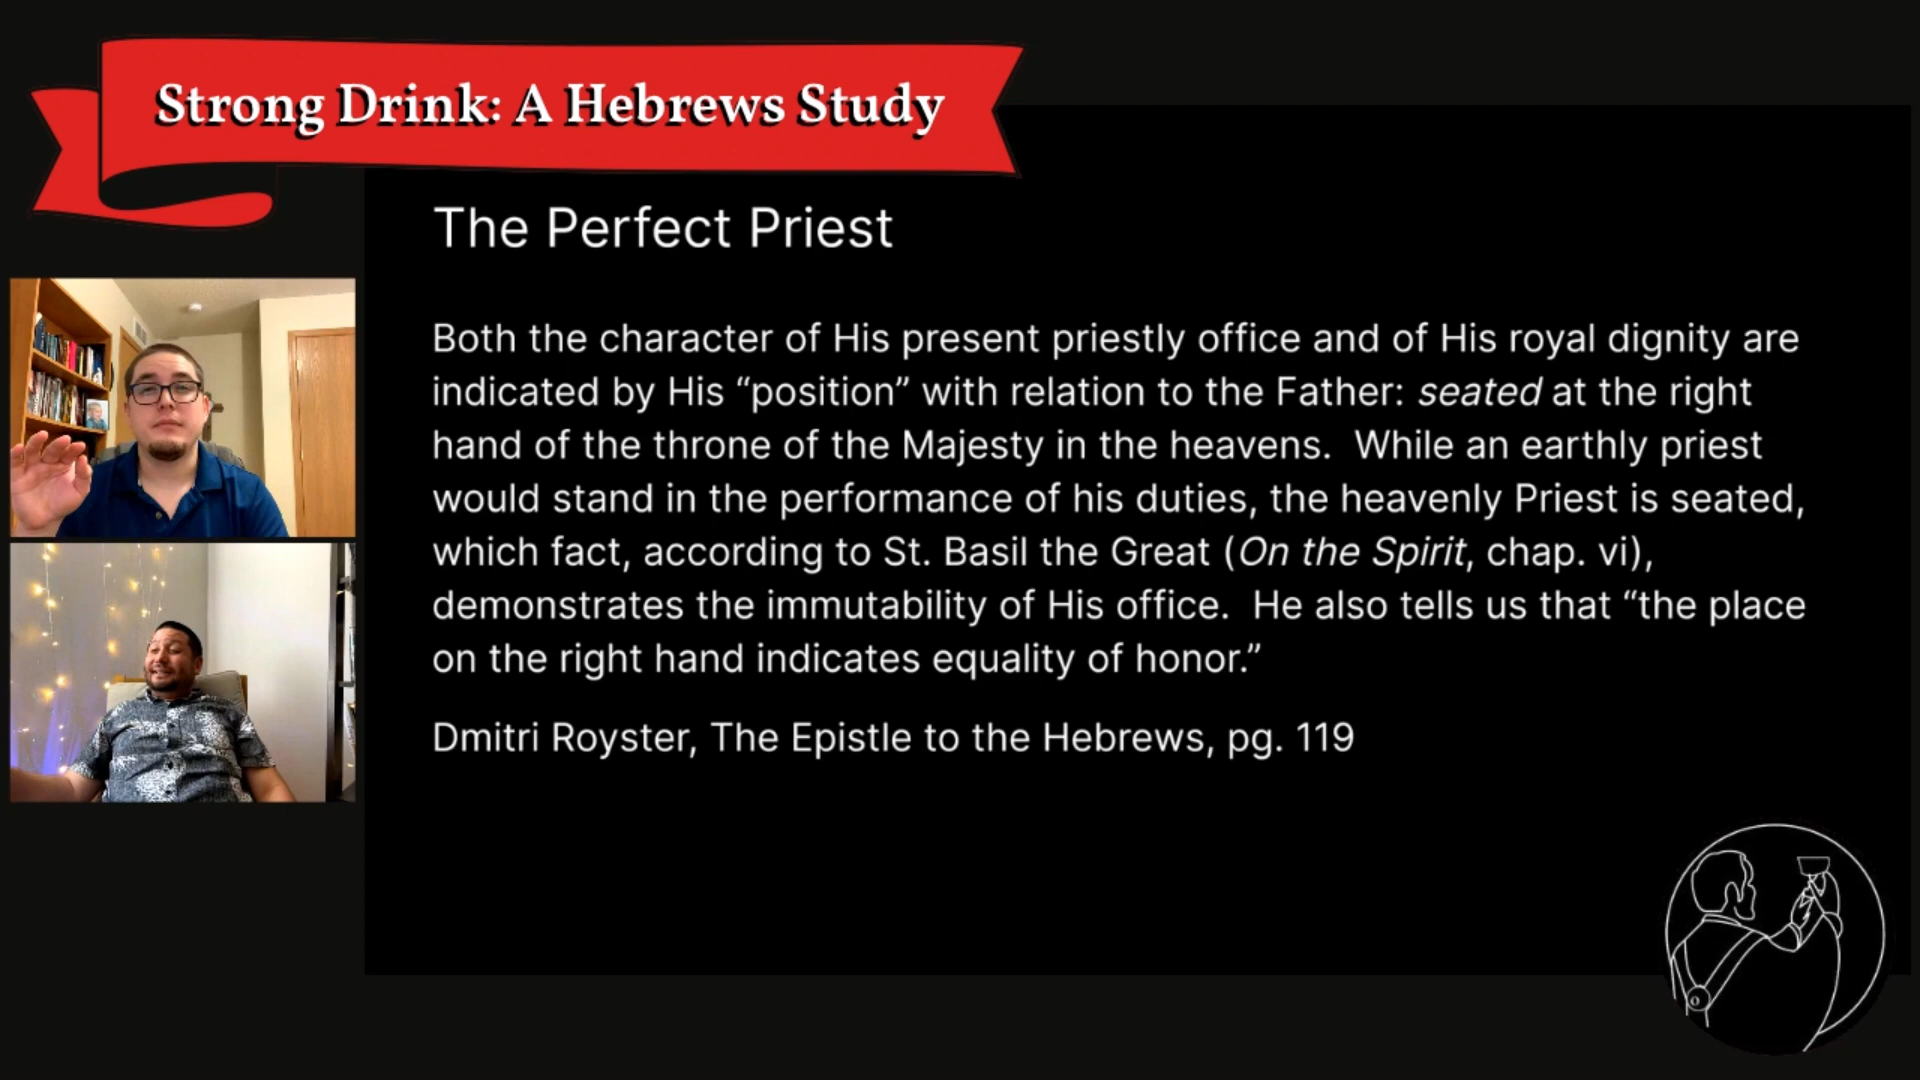 Strong Drink: A Hebrews Study
The Perfect Priest
Both the character of His present priestly office and of His royal dignity are
indicated by His “position” with relation to the Father: seated at the right
hand of the throne of the Majesty in the heavens.  While an earthly priest
would stand in the performance of his duties, the heavenly Priest is seated,
which fact, according to St. Basil the Great (On the Spirit, chap. vi),
demonstrates the immutability of His office.  He also tells us that “the place
on the right hand indicates equality of honor.”
Dmitri Royster, The Epistle to the Hebrews, pg. 119